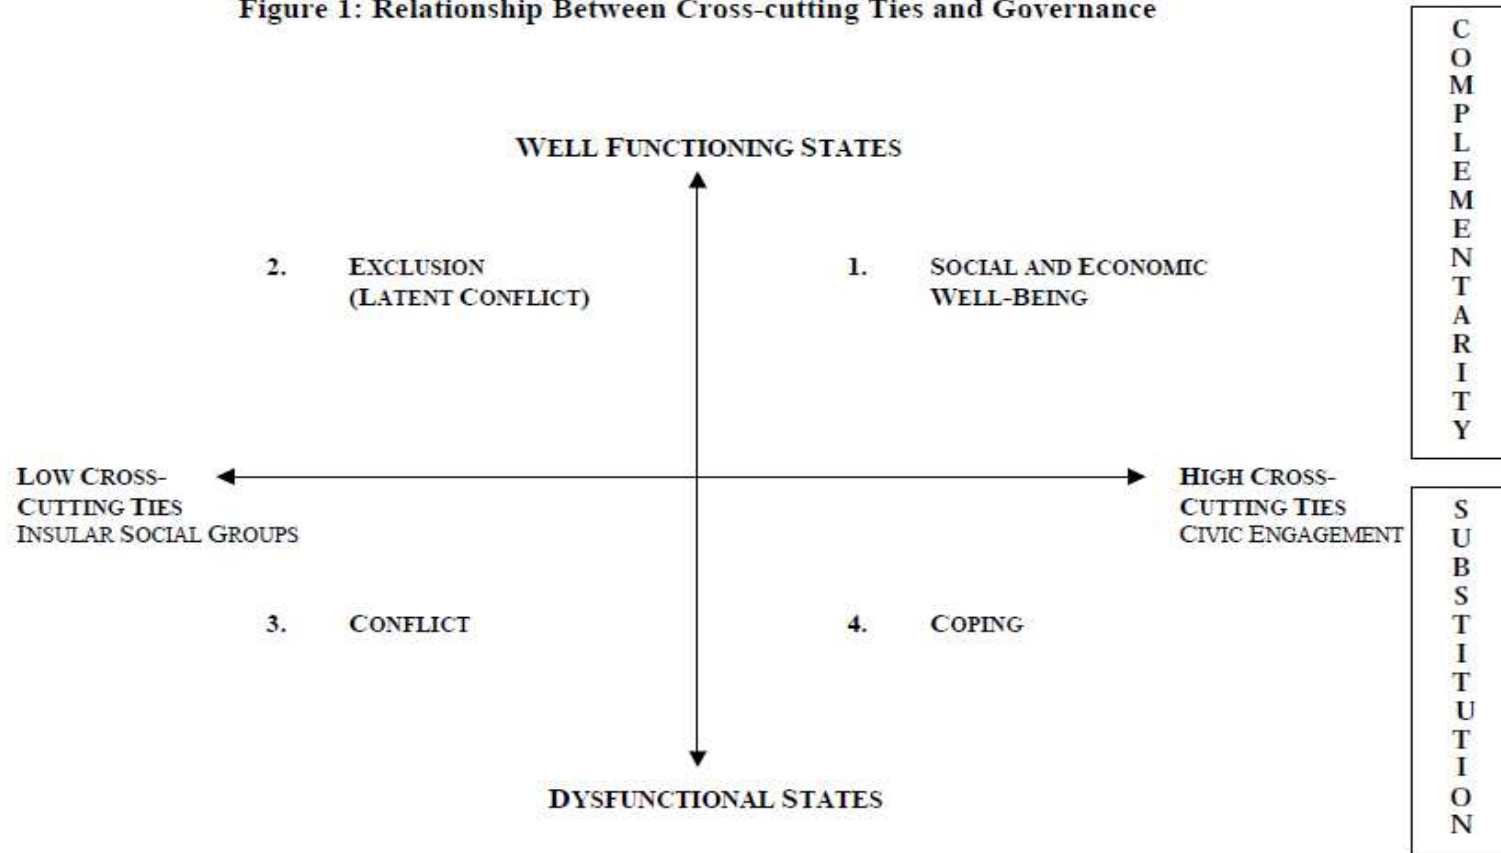 Figure 1: Relationship Between Cross-cutting Ties and Governance
WELL FUNCTIONING STATES
2. EXCLUSION
(LATENT CONFLICT)
1. SOCIAL AND ECONOMIC
WELL-BEING
LOW CROSS-
CUTTING TIES
INSULAR SOCIAL GROUPS
HIGH CROSS-
CUTTING TIES
CIVIC ENGAGEMENT
3. CONFLICT
4. COPING
DYSFUNCTIONAL STATES
C
O
M
P
L
E
M
E
N
T
A
R
I
T
Y
S
U
B
S
T
I
T
U
T
I
O
N